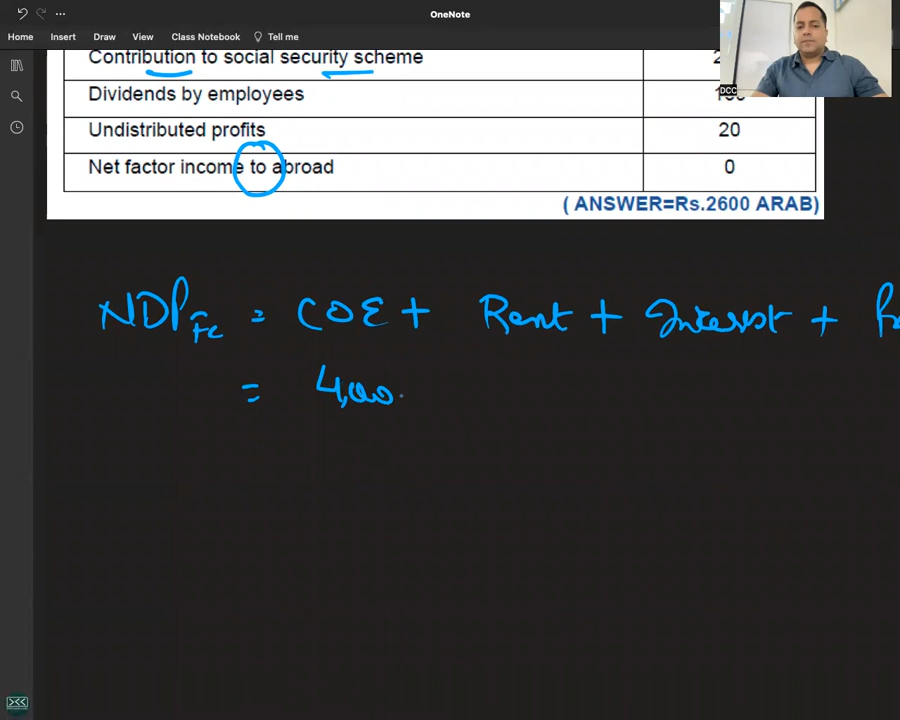 OneNote
Home Insert Draw View Class Notebook Tell me
Contribution to social security scheme
Dividends by employees
Undistributed profits 20
Net factor income to abroad 0
( ANSWER=Rs.2600 ARAB)
NDPFC = COE + Rent + Interest +
= 4,000
DCC